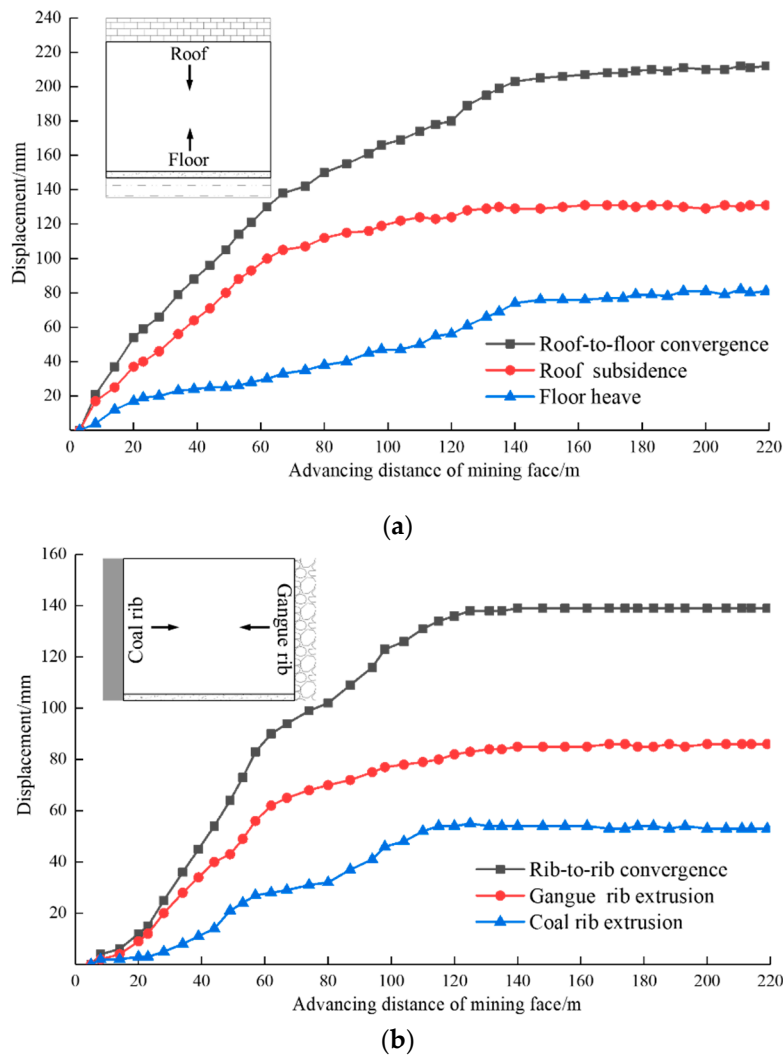 240
220
200
180
160
140
120
100
80
60
40
20
Displacement/mm
Roof
Floor
Roof-to-floor convergence
Roof subsidence
Floor heave
0 20 40 60 80 100 120 140 160 180 200 220
Advancing distance of mining face/m
(a)
160
140
120
100
80
60
40
20
Displacement/mm
Coal rib
Gangue rib
Rib-to-rib convergence
Gangue rib extrusion
Coal rib extrusion
0 20 40 60 80 100 120 140 160 180 200 220
Advancing distance of mining face/m
(b)